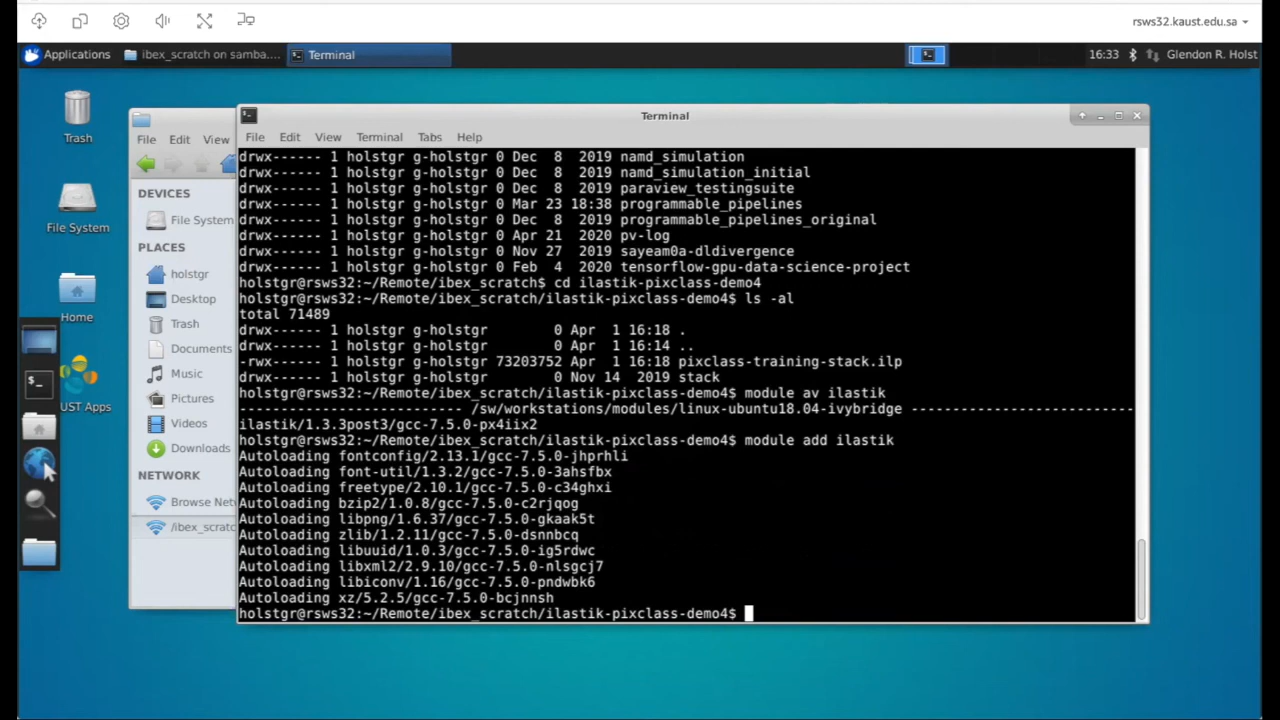 rsws32.kaust.edu.sa
Applications
ibex_scratch on samba....
Terminal
16:33
Glendon R. Holst
Trash
File System
Home
UST Apps
File Edit View
DEVICES
File System
PLACES
holstgr
Desktop
Trash
Documents
Music
Pictures
Videos
Downloads
NETWORK
Browse Net
/ibex_scratc
Terminal
File Edit View Terminal Tabs Help
drwx------ 1 holstgr g-holstgr 0 Dec  8  2019 namd_simulation
drwx------ 1 holstgr g-holstgr 0 Dec  8  2019 namd_simulation_initial
drwx------ 1 holstgr g-holstgr 0 Dec  8  2019 paraview_testingsuite
drwx------ 1 holstgr g-holstgr 0 Mar 23 18:38 programmable_pipelines
drwx------ 1 holstgr g-holstgr 0 Dec  8  2019 programmable_pipelines_original
drwx------ 1 holstgr g-holstgr 0 Apr 21  2020 pv-log
drwx------ 1 holstgr g-holstgr 0 Nov 27  2019 sayeam0a-dldivergence
drwx------ 1 holstgr g-holstgr 0 Feb  4  2020 tensorflow-gpu-data-science-project
holstgr@rsws32:~/Remote/ibex_scratch$ cd ilastik-pixclass-demo4
holstgr@rsws32:~/Remote/ibex_scratch/ilastik-pixclass-demo4$ ls -al
total 71489
drwx------ 1 holstgr g-holstgr        0 Apr  1 16:18 .
drwx------ 1 holstgr g-holstgr        0 Apr  1 16:14 ..
-rwx------ 1 holstgr g-holstgr 73203752 Apr  1 16:18 pixclass-training-stack.ilp
drwx------ 1 holstgr g-holstgr        0 Nov 14  2019 stack
holstgr@rsws32:~/Remote/ibex_scratch/ilastik-pixclass-demo4$ module av ilastik
---------------------------- /sw/workstations/modules/linux-ubuntu18.04-ivybridge ---------------------------
ilastik/1.3.3post3/gcc-7.5.0-px4iix2
holstgr@rsws32:~/Remote/ibex_scratch/ilastik-pixclass-demo4$ module add ilastik
Autoloading fontconfig/2.13.1/gcc-7.5.0-jhprhli
Autoloading font-util/1.3.2/gcc-7.5.0-3ahsfbx
Autoloading freetype/2.10.1/gcc-7.5.0-c34ghxi
Autoloading bzip2/1.0.8/gcc-7.5.0-c2rjqog
Autoloading libpng/1.6.37/gcc-7.5.0-gkaak5t
Autoloading zlib/1.2.11/gcc-7.5.0-dsnnbcq
Autoloading libuuid/1.0.3/gcc-7.5.0-ig5rdwc
Autoloading libxml2/2.9.10/gcc-7.5.0-nlsgcj7
Autoloading libiconv/1.16/gcc-7.5.0-pndwbk6
Autoloading xz/5.2.5/gcc-7.5.0-bcjnnsh
holstgr@rsws32:~/Remote/ibex_scratch/ilastik-pixclass-demo4$